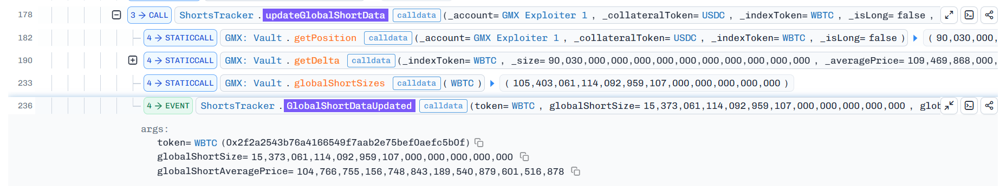 178 3 → CALL ShortsTracker . updateGlobalShortData calldata (_account= GMX Exploiter 1 , _collateralToken= USDC , _indexToken= WBTC , _isLong= false ,
182 4 → STATICCALL GMX: Vault . getPosition calldata (_account= GMX Exploiter 1 , _collateralToken= USDC , _indexToken= WBTC , _isLong= false ) ( 90,030,000,
190 4 → STATICCALL GMX: Vault . getDelta calldata (_indexToken= WBTC , _size= 90,030,000,000,000,000,000,000,000,000,000,000 , _averagePrice= 109,469,868,000,
233 4 → STATICCALL GMX: Vault . globalShortSizes calldata ( WBTC ) ( 105,403,061,114,092,959,107,000,000,000,000,000 )
236 4 → EVENT ShortsTracker . GlobalShortDataUpdated calldata (token= WBTC , globalShortSize= 15,373,061,114,092,959,107,000,000,000,000,000 , glob
args:
token= WBTC (0x2f2a2543b76a4166549f7aab2e75bef0aefc5b0f)
globalShortSize= 15,373,061,114,092,959,107,000,000,000,000,000
globalShortAveragePrice= 104,766,755,156,748,843,189,540,879,601,516,878